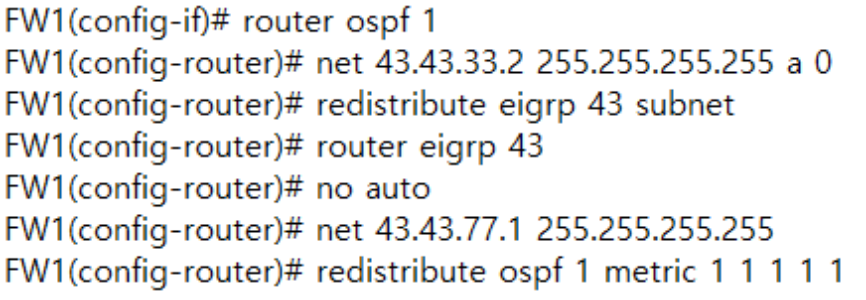 FW1(config-if)# router ospf 1
FW1(config-router)# net 43.43.33.2 255.255.255.255 a 0
FW1(config-router)# redistribute eigrp 43 subnet
FW1(config-router)# router eigrp 43
FW1(config-router)# no auto
FW1(config-router)# net 43.43.77.1 255.255.255.255
FW1(config-router)# redistribute ospf 1 metric 1 1 1 1 1